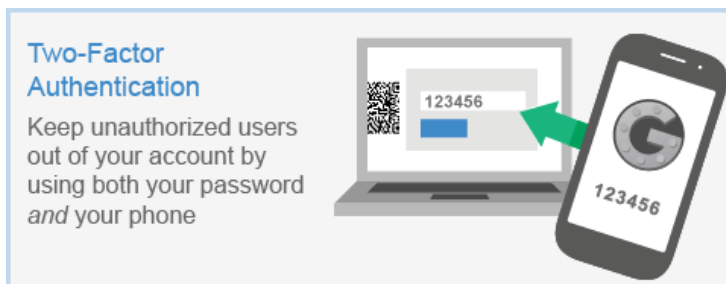 Two-Factor
Authentication
Keep unauthorized users
out of your account by
using both your password
and your phone
123456
123456